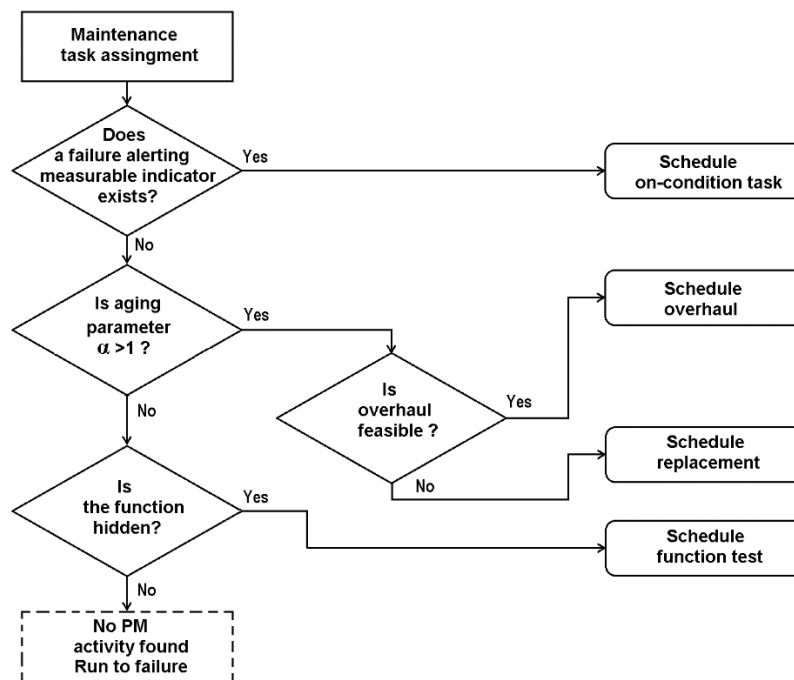 Maintenance
task assingment
Does
a failure alerting
measurable indicator
exists?
Yes
Schedule
on-condition task
No
Is aging
parameter
α >1 ?
Yes
Schedule
overhaul
Is
overhaul
feasible ?
Yes
No
Schedule
replacement
No
Is
the function
hidden?
Yes
Schedule
function test
No
No PM
activity found
Run to failure